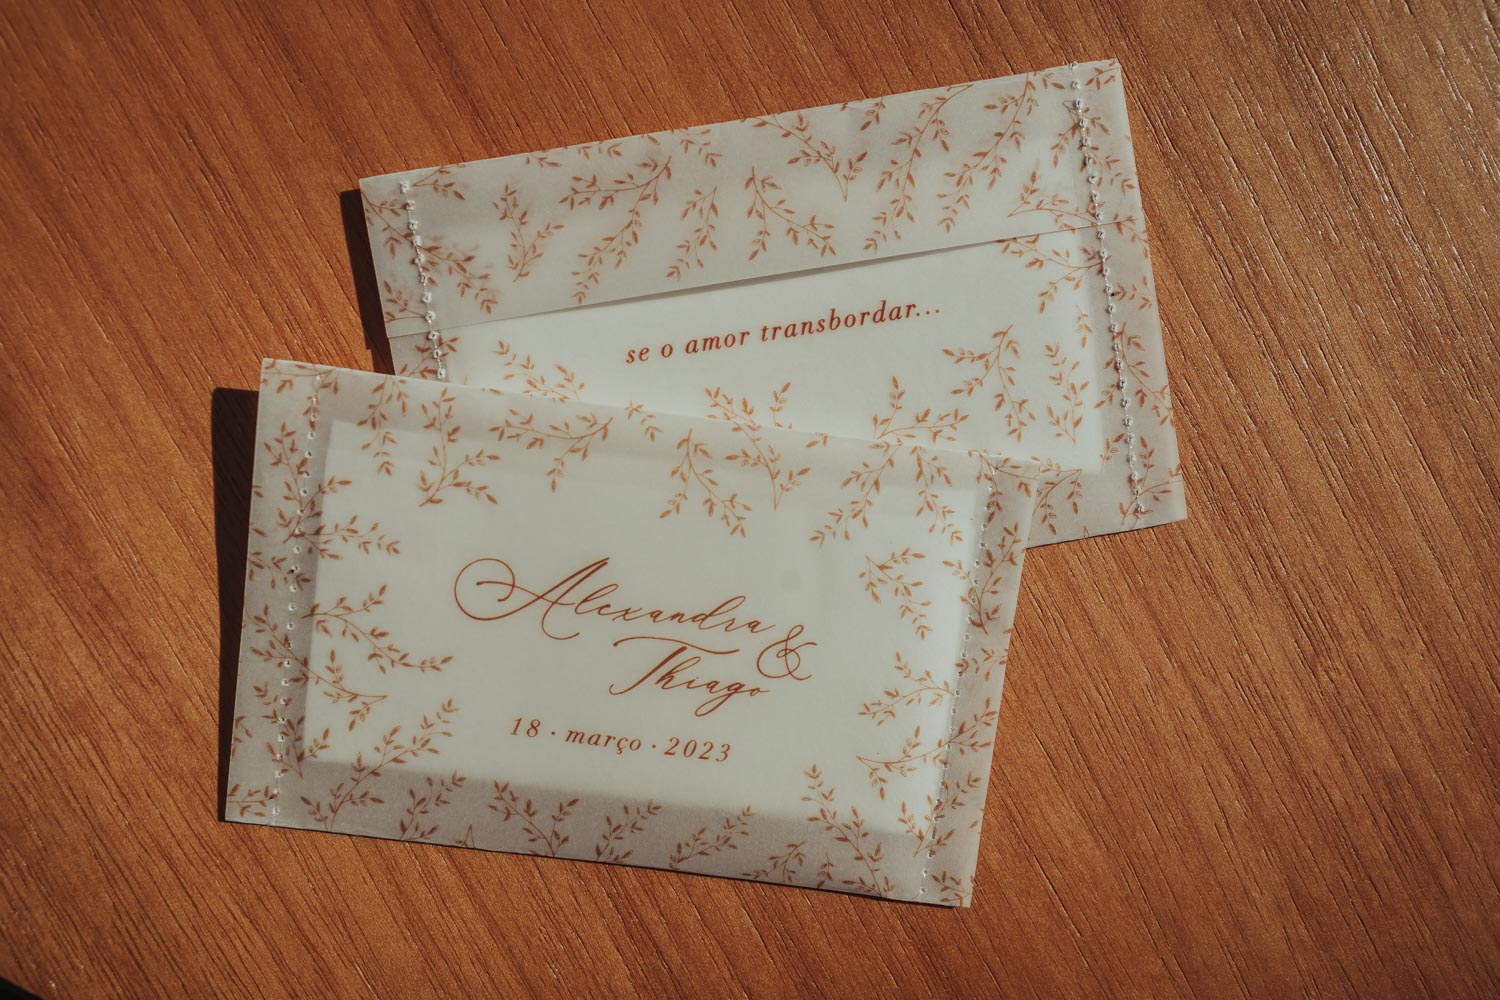 se o amor transbordar...
Alexandra &
Thiago
18 · março · 2023